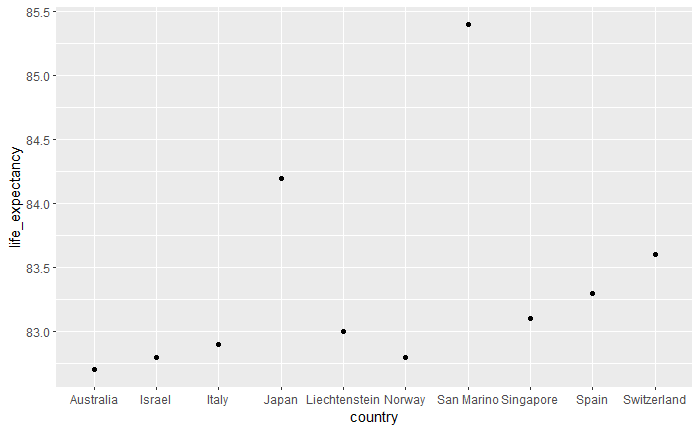 85.5
85.0
84.5
84.0
83.5
83.0
life_expectancy
Australia Israel Italy Japan Liechtenstein Norway San Marino Singapore Spain Switzerland
country